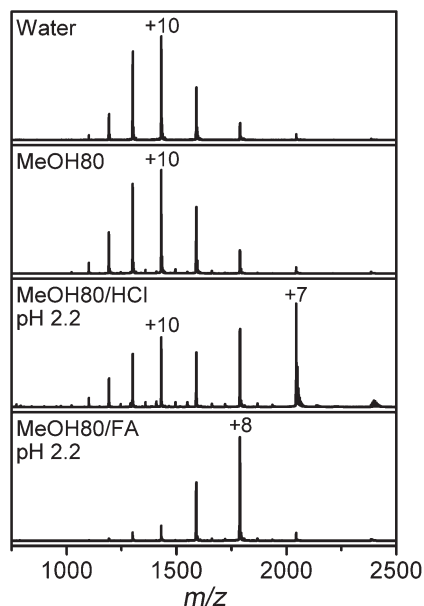 Water
+10
MeOH80
+10
MeOH80/HCl
pH 2.2
+10
+7
MeOH80/FA
pH 2.2
+8
1000
1500
2000
2500
m/z